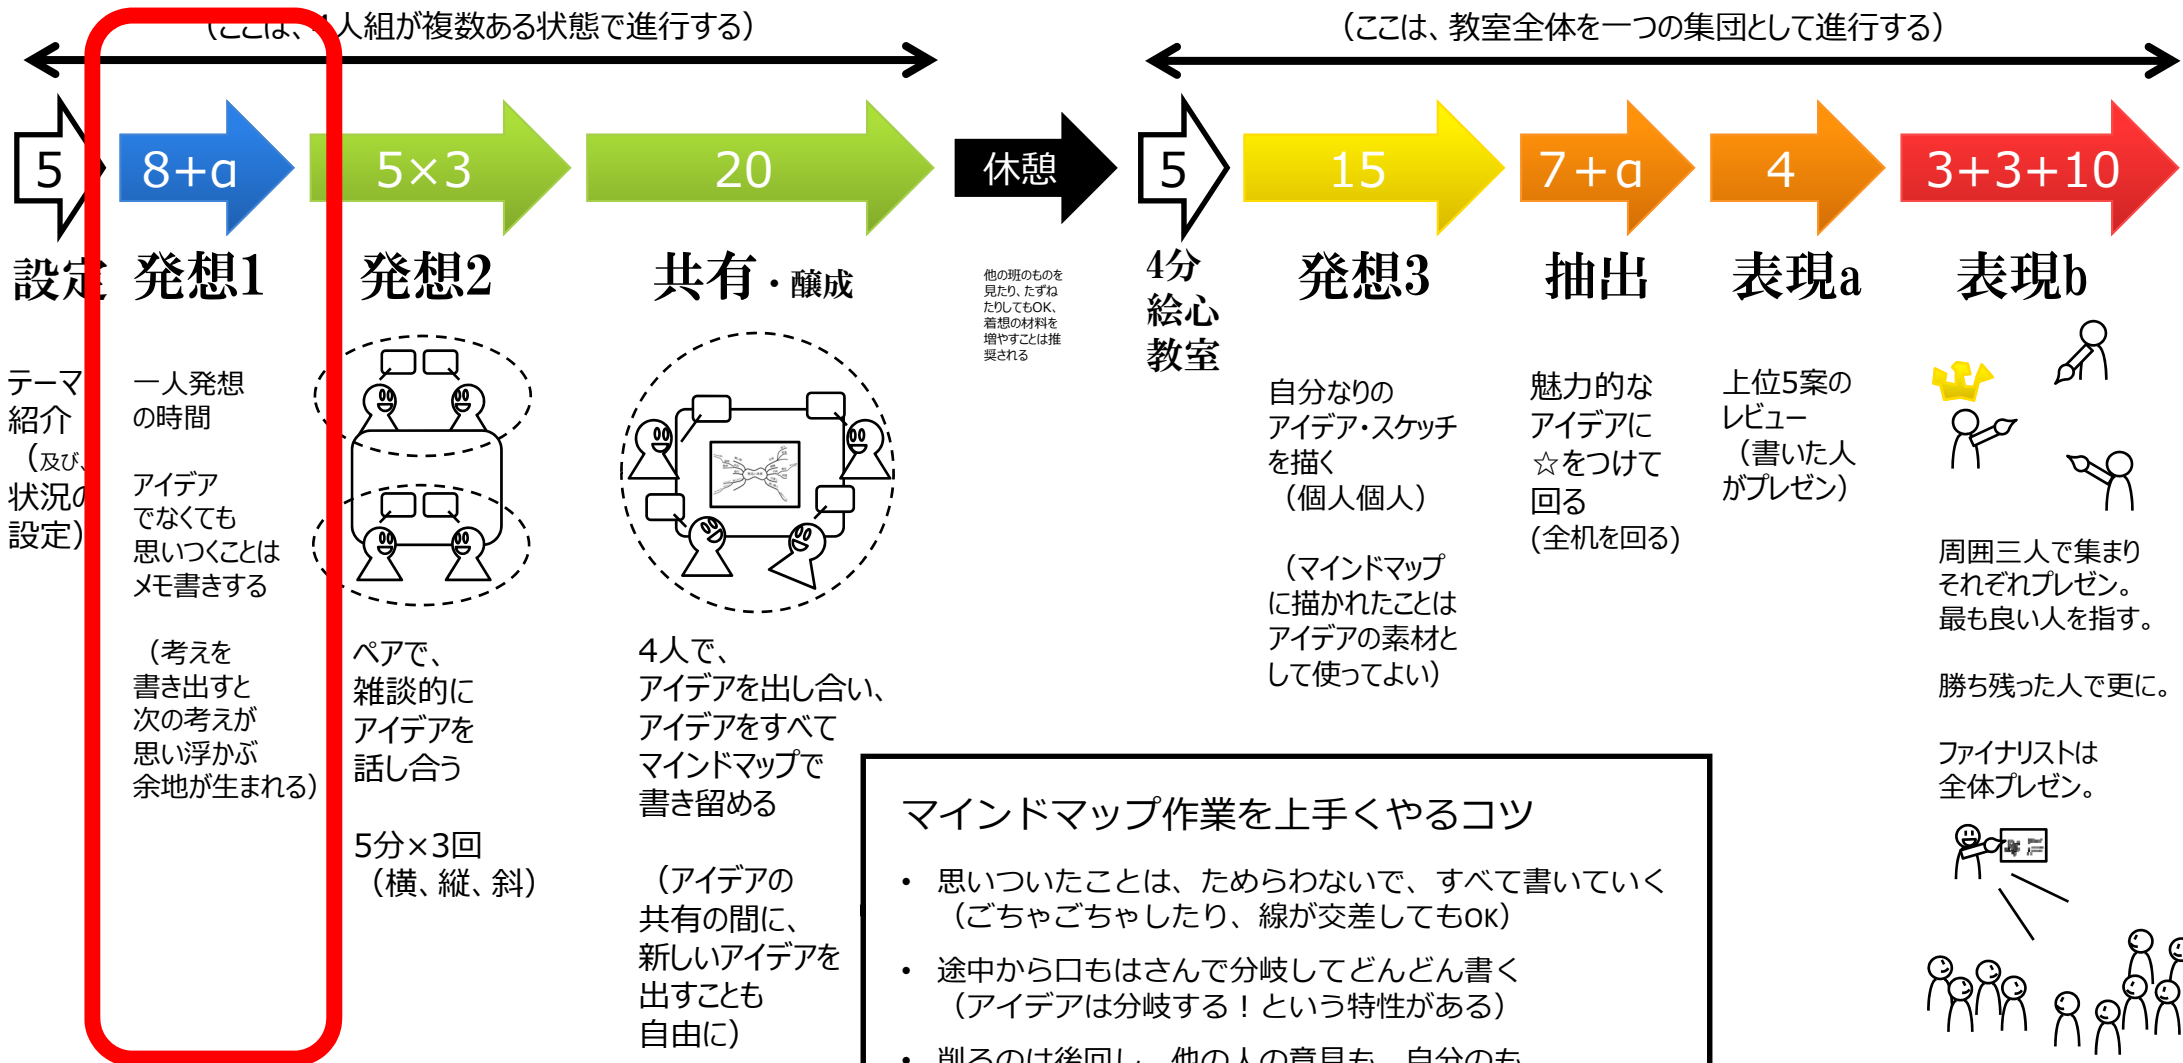 （ここは、4人組が複数ある状態で進行する）
（ここは、教室全体を一つの集団として進行する）
5
8+α
5×3
20
休憩
5
15
7+α
4
3+3+10
設定
テーマ
紹介
（及び、
状況の
設定）
発想1
一人発想
の時間
アイデア
でなくても
思いつくことは
メモ書きする
（考えを
書き出すと
次の考えが
思い浮かぶ
余地が生まれる）
発想2
ペアで、
雑談的に
アイデアを
話し合う
5分×3回
（横、縦、斜）
共有・醸成
4人で、
アイデアを出し合い、
アイデアをすべて
マインドマップで
書き留める
（アイデアの
共有の間に、
新しいアイデアを
出すことも
自由に）
他の班のものを
見たり、たずね
たりしてもOK、
着想の材料を
増やすことは推
奨される
4分
絵心
教室
発想3
自分なりの
アイデア・スケッチ
を描く
（個人個人）
（マインドマップ
に描かれたことは
アイデアの素材と
して使ってよい）
抽出
魅力的な
アイデアに
☆をつけて
回る
(全机を回る)
表現a
上位5案の
レビュー
（書いた人
がプレゼン）
表現b
周囲三人で集まり
それぞれプレゼン。
最も良い人を指す。
勝ち残った人で更に。
ファイナリストは
全体プレゼン。
マインドマップ作業を上手くやるコツ
• 思いついたことは、ためらわないで、すべて書いていく
（ごちゃごちゃしたり、線が交差してもOK）
• 途中から口もはさんで分岐してどんどん書く
（アイデアは分岐する！という特性がある）
• 削るのは後回し。他の人の意見も、自分のも